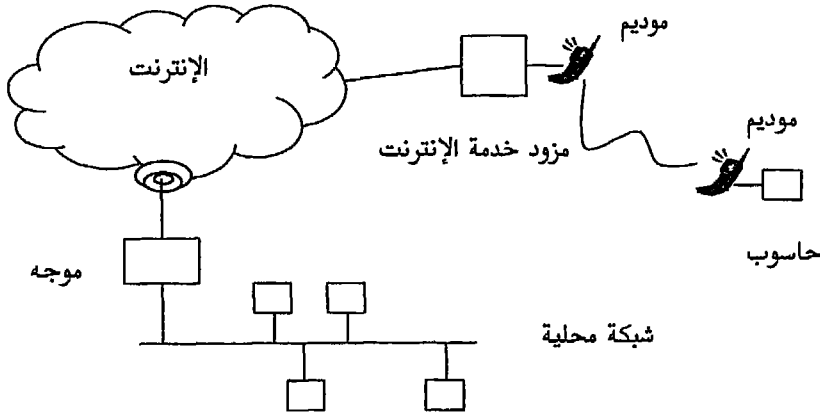 موديم
الإنترنت
موديم
مزود خدمة الإنترنت
حاسوب
موجه
شبكة محلية